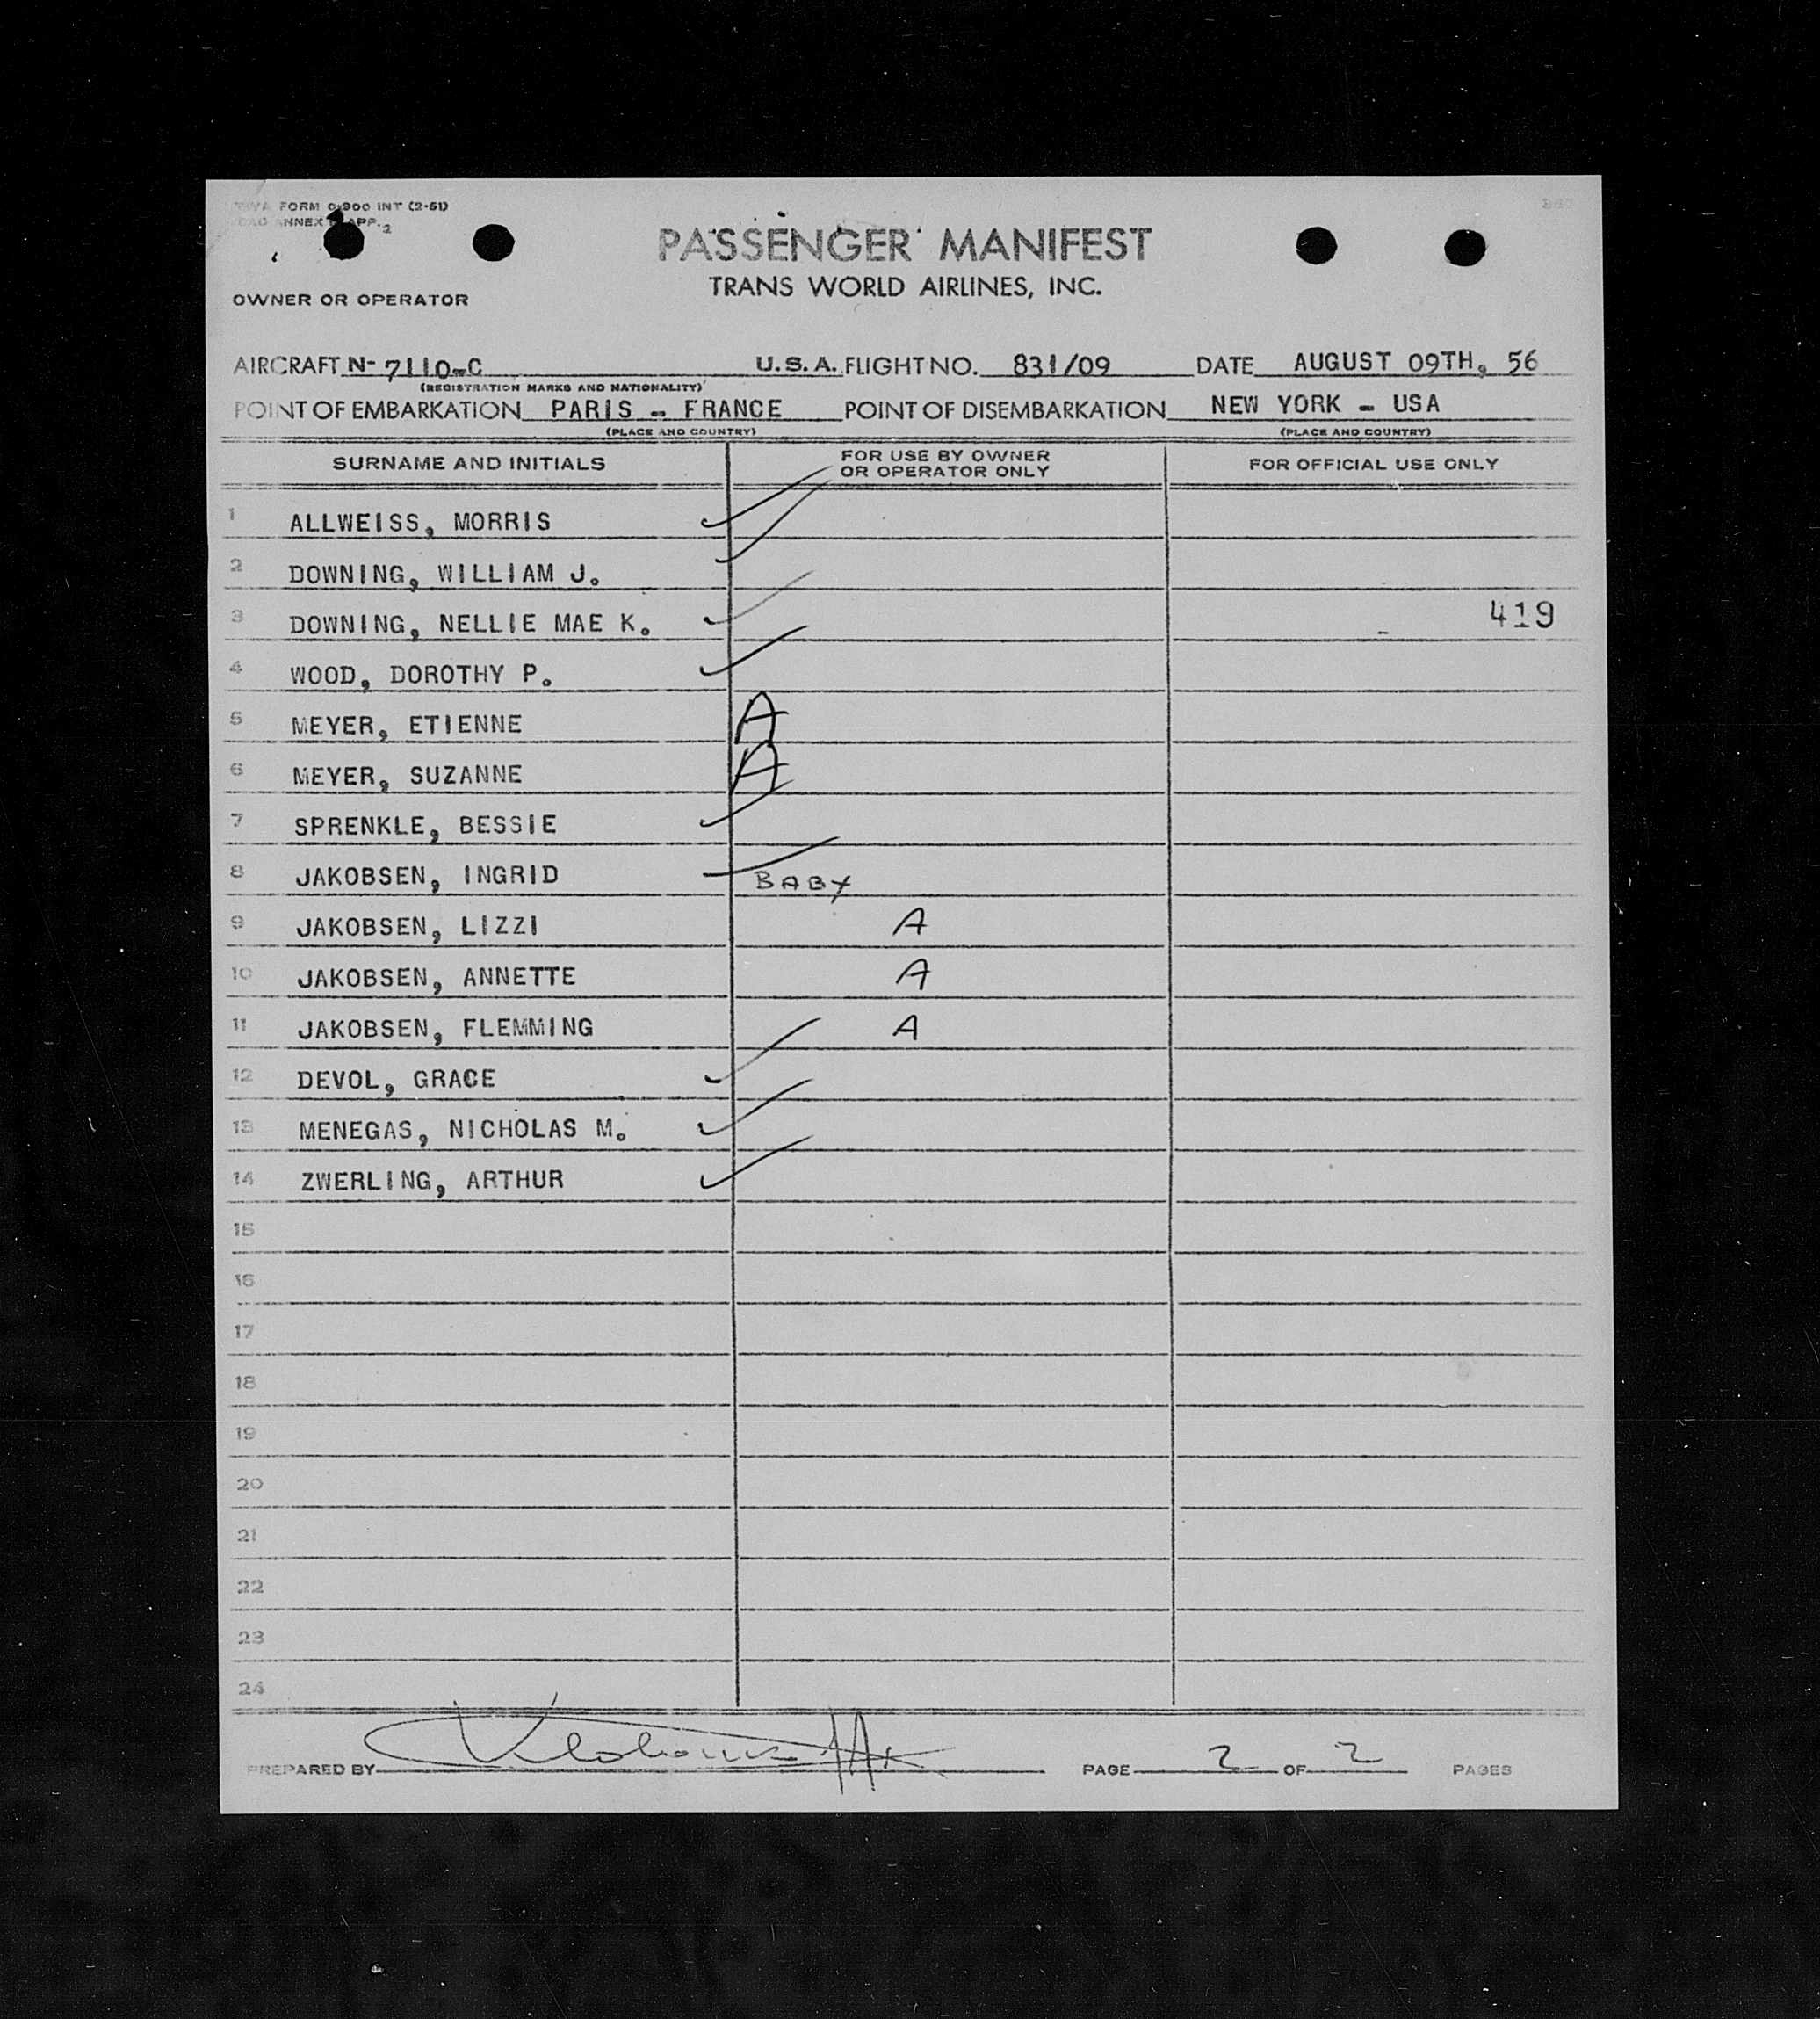 FORM 0-900 INT (2-51)
ANNEX APP. 2
PASSENGER MANIFEST
TRANS WORLD AIRLINES, INC.
OWNER OR OPERATOR
AIRCRAFT N- 7110-C U.S.A. FLIGHT NO. 831/09 DATE AUGUST 09TH, 56
(REGISTRATION MARKS AND NATIONALITY)
POINT OF EMBARKATION PARIS - FRANCE POINT OF DISEMBARKATION NEW YORK - USA
(PLACE AND COUNTRY) (PLACE AND COUNTRY)
SURNAME AND INITIALS FOR USE BY OWNER OR OPERATOR ONLY FOR OFFICIAL USE ONLY
1 ALLWEISS, MORRIS
2 DOWNING, WILLIAM J.
3 DOWNING, NELLIE MAE K. 419
4 WOOD, DOROTHY P.
5 MEYER, ETIENNE A
6 MEYER, SUZANNE A
7 SPRENKLE, BESSIE
8 JAKOBSEN, INGRID BABY
9 JAKOBSEN, LIZZI A
10 JAKOBSEN, ANNETTE A
11 JAKOBSEN, FLEMMING A
12 DEVOL, GRACE
13 MENEGAS, NICHOLAS M.
14 ZWERLING, ARTHUR
15
16
17
18
19
20
21
22
23
24
PREPARED BY PAGE 2 OF 2 PAGES